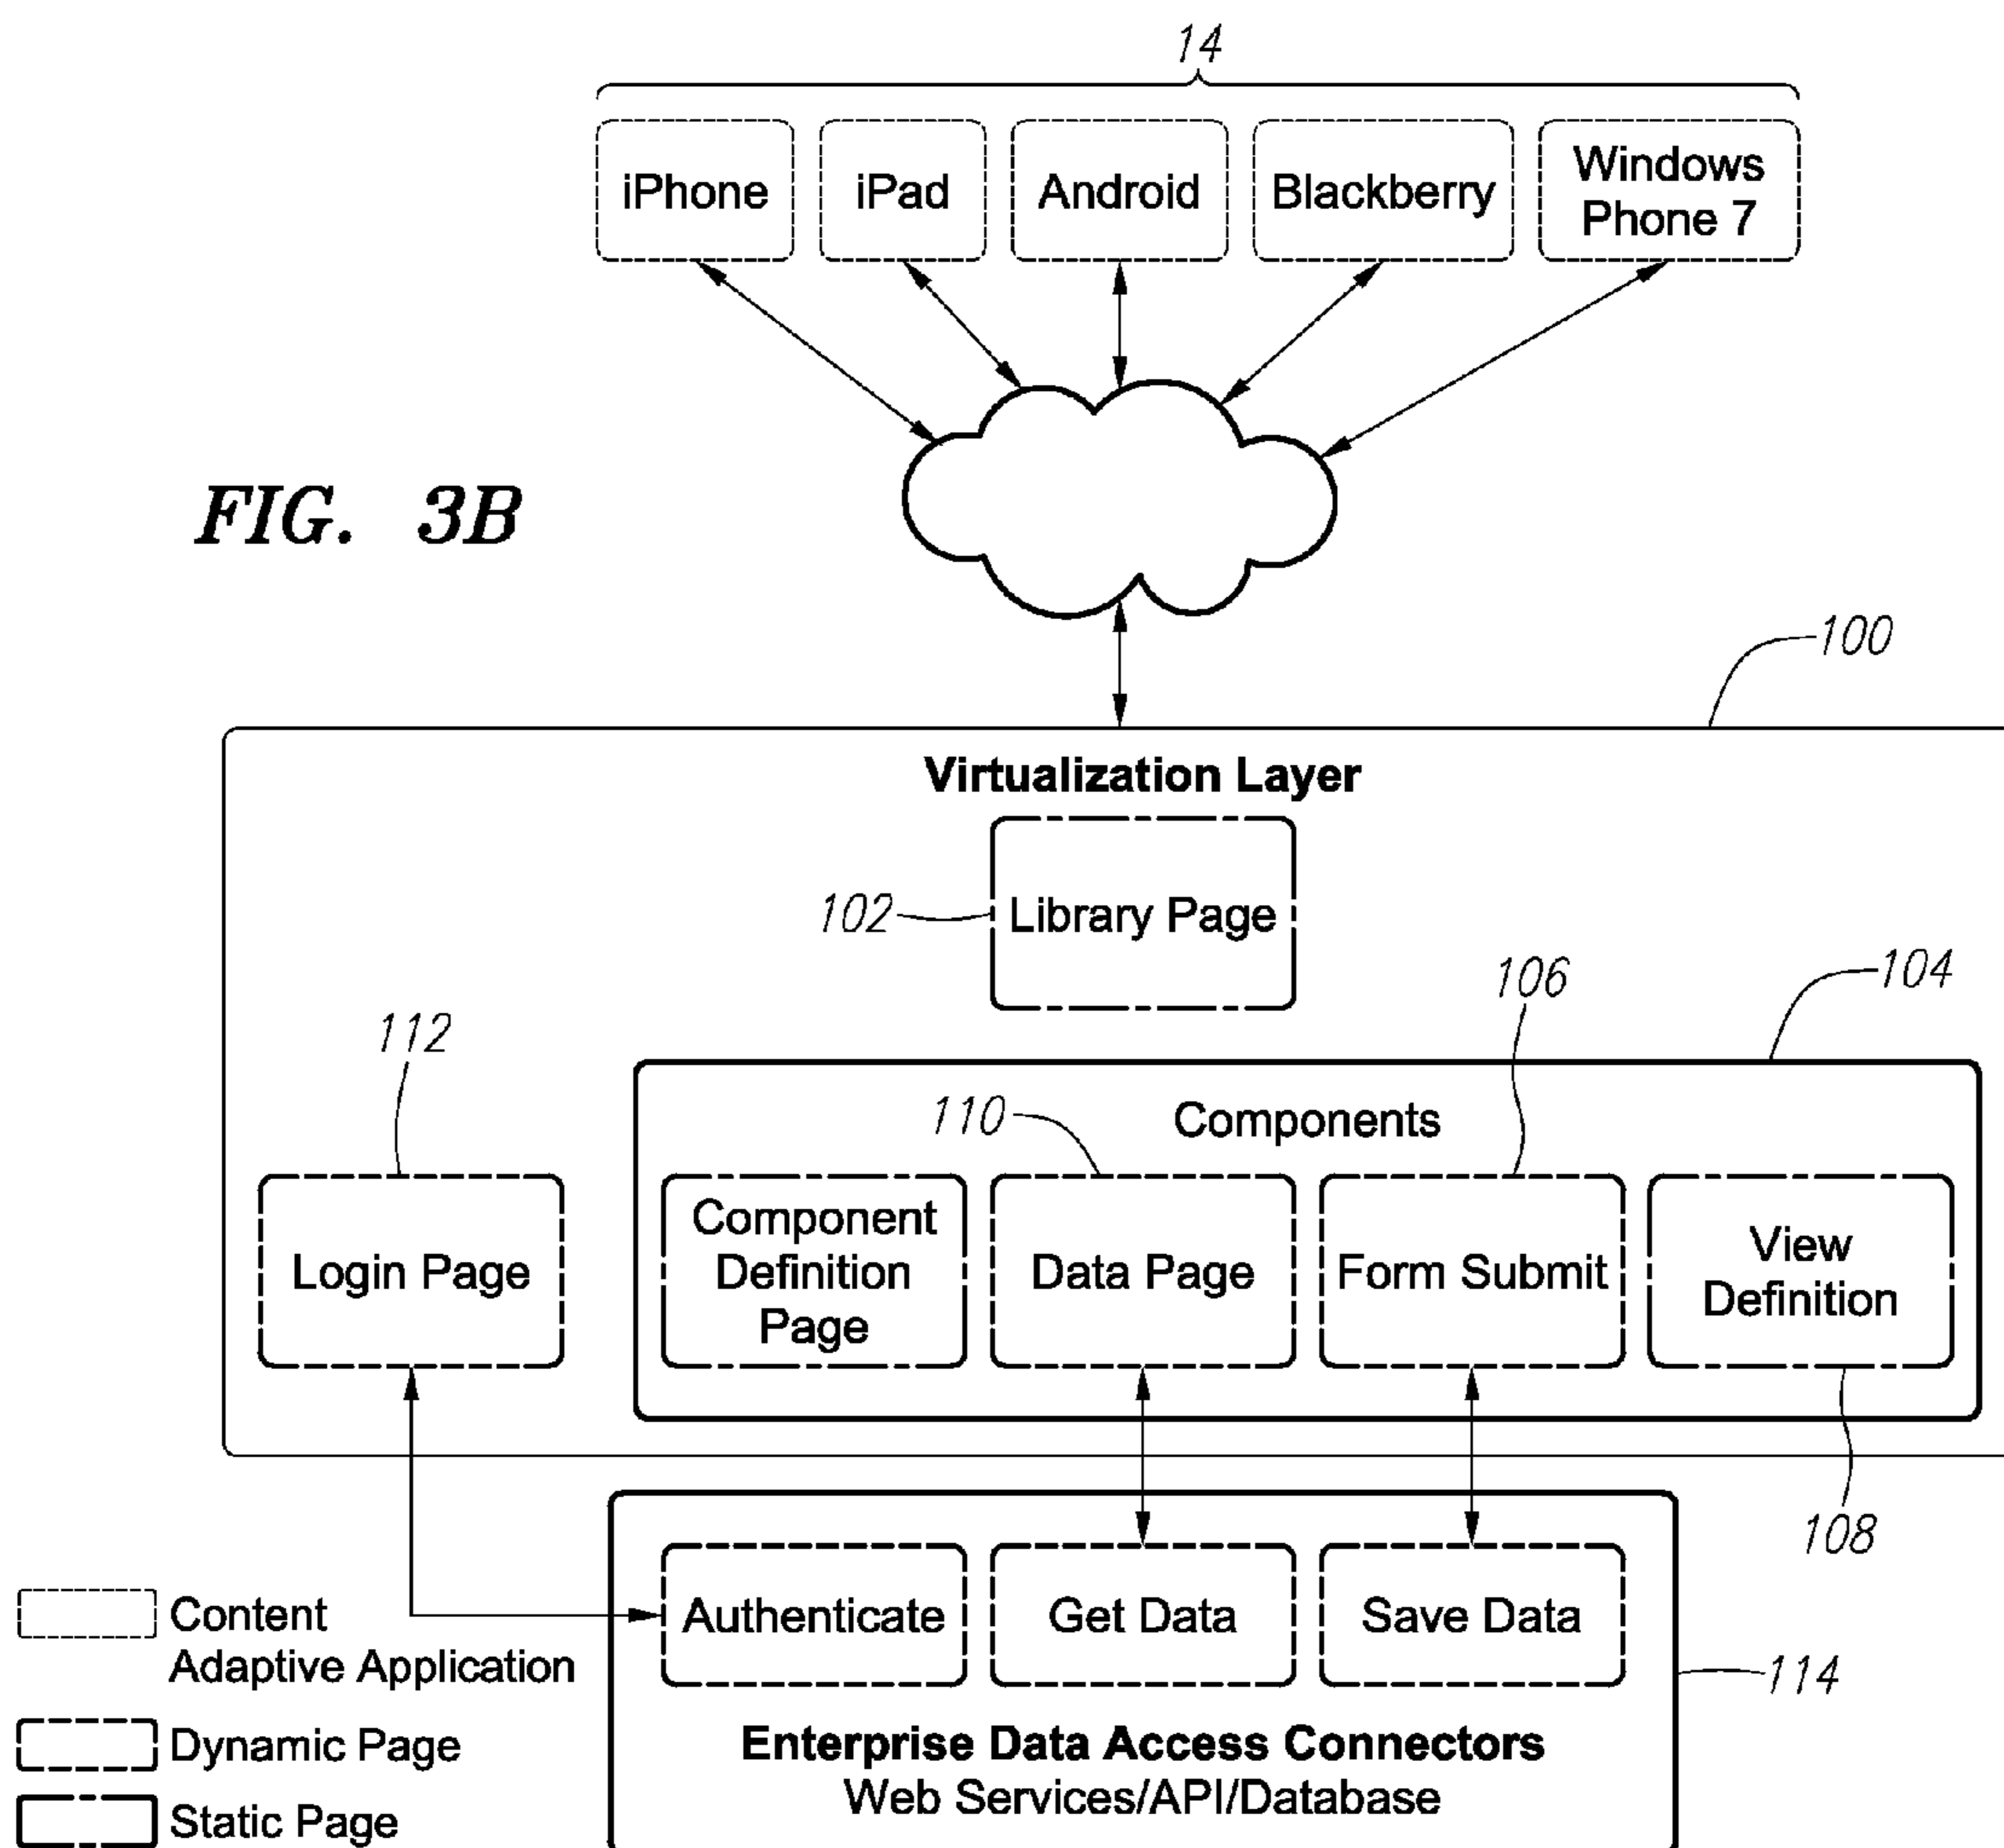 14
iPhone
iPad
Android
Blackberry
Windows
Phone 7
FIG. 3B
100
Virtualization Layer
102
Library Page
104
106
112
110
Components
Login Page
Component
Definition
Page
Data Page
Form Submit
View
Definition
108
Authenticate
Get Data
Save Data
114
Enterprise Data Access Connectors
Web Services/API/Database
Content
Adaptive Application
Dynamic Page
Static Page